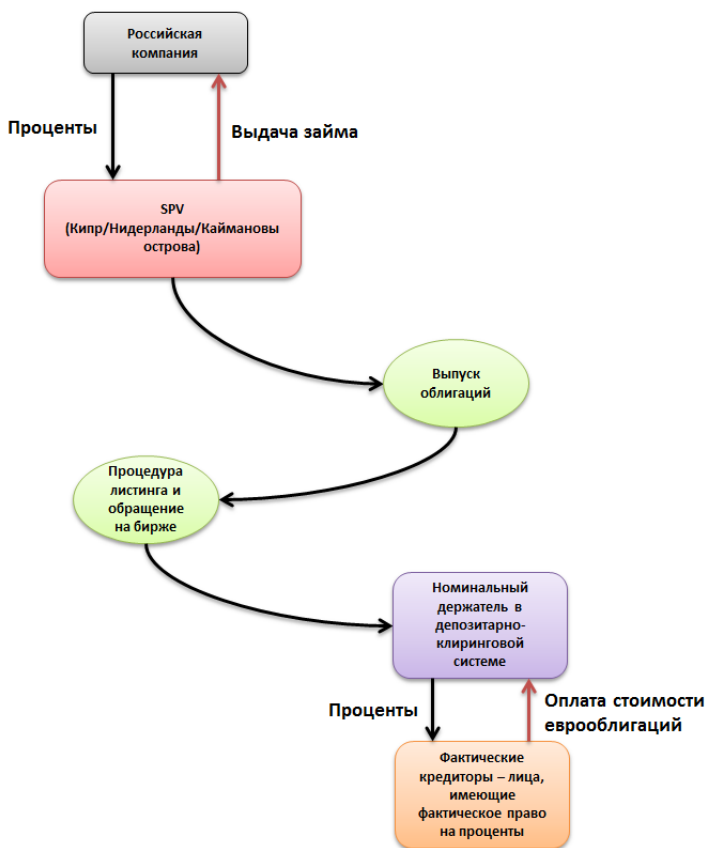 Российская
компания
Проценты
Выдача займа
SPV
(Кипр/Нидерланды/Каймановы
острова)
Выпуск
облигаций
Процедура
листинга и
обращение
на бирже
Номинальный
держатель в
депозитарно-
клиринговой
системе
Проценты
Оплата стоимости
еврооблигаций
Фактические
кредиторы – лица,
имеющие
фактическое право
на проценты